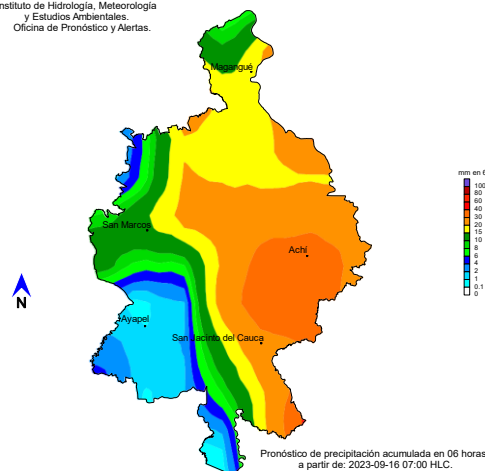 Instituto de Hidrología, Meteorología
y Estudios Ambientales.
Oficina de Pronóstico y Alertas.
Magangué
San Marcos
Achí
Ayapel
San Jacinto del Cauca
N
mm en 6
100
80
60
40
30
20
15
10
8
6
4
2
1
0.1
Pronóstico de precipitación acumulada en 06 horas
a partir de: 2023-09-16 07:00 HLC.